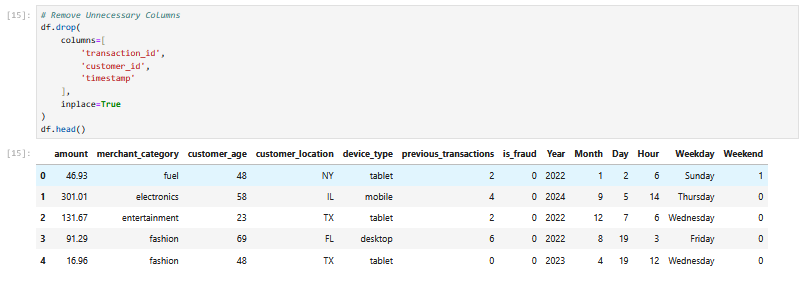 [15]: # Remove Unnecessary Columns
df.drop(
columns=[
'transaction_id',
'customer_id',
'timestamp'
],
inplace=True
)
df.head()
[15]: amount merchant_category customer_age customer_location device_type previous_transactions is_fraud Year Month Day Hour Weekday Weekend
0 46.93 fuel 48 NY tablet 2 0 2022 1 2 6 Sunday 1
1 301.01 electronics 58 IL mobile 4 0 2024 9 5 14 Thursday 0
2 131.67 entertainment 23 TX tablet 2 0 2022 12 7 6 Wednesday 0
3 91.29 fashion 69 FL desktop 6 0 2022 8 19 3 Friday 0
4 16.96 fashion 48 TX tablet 0 0 2023 4 19 12 Wednesday 0